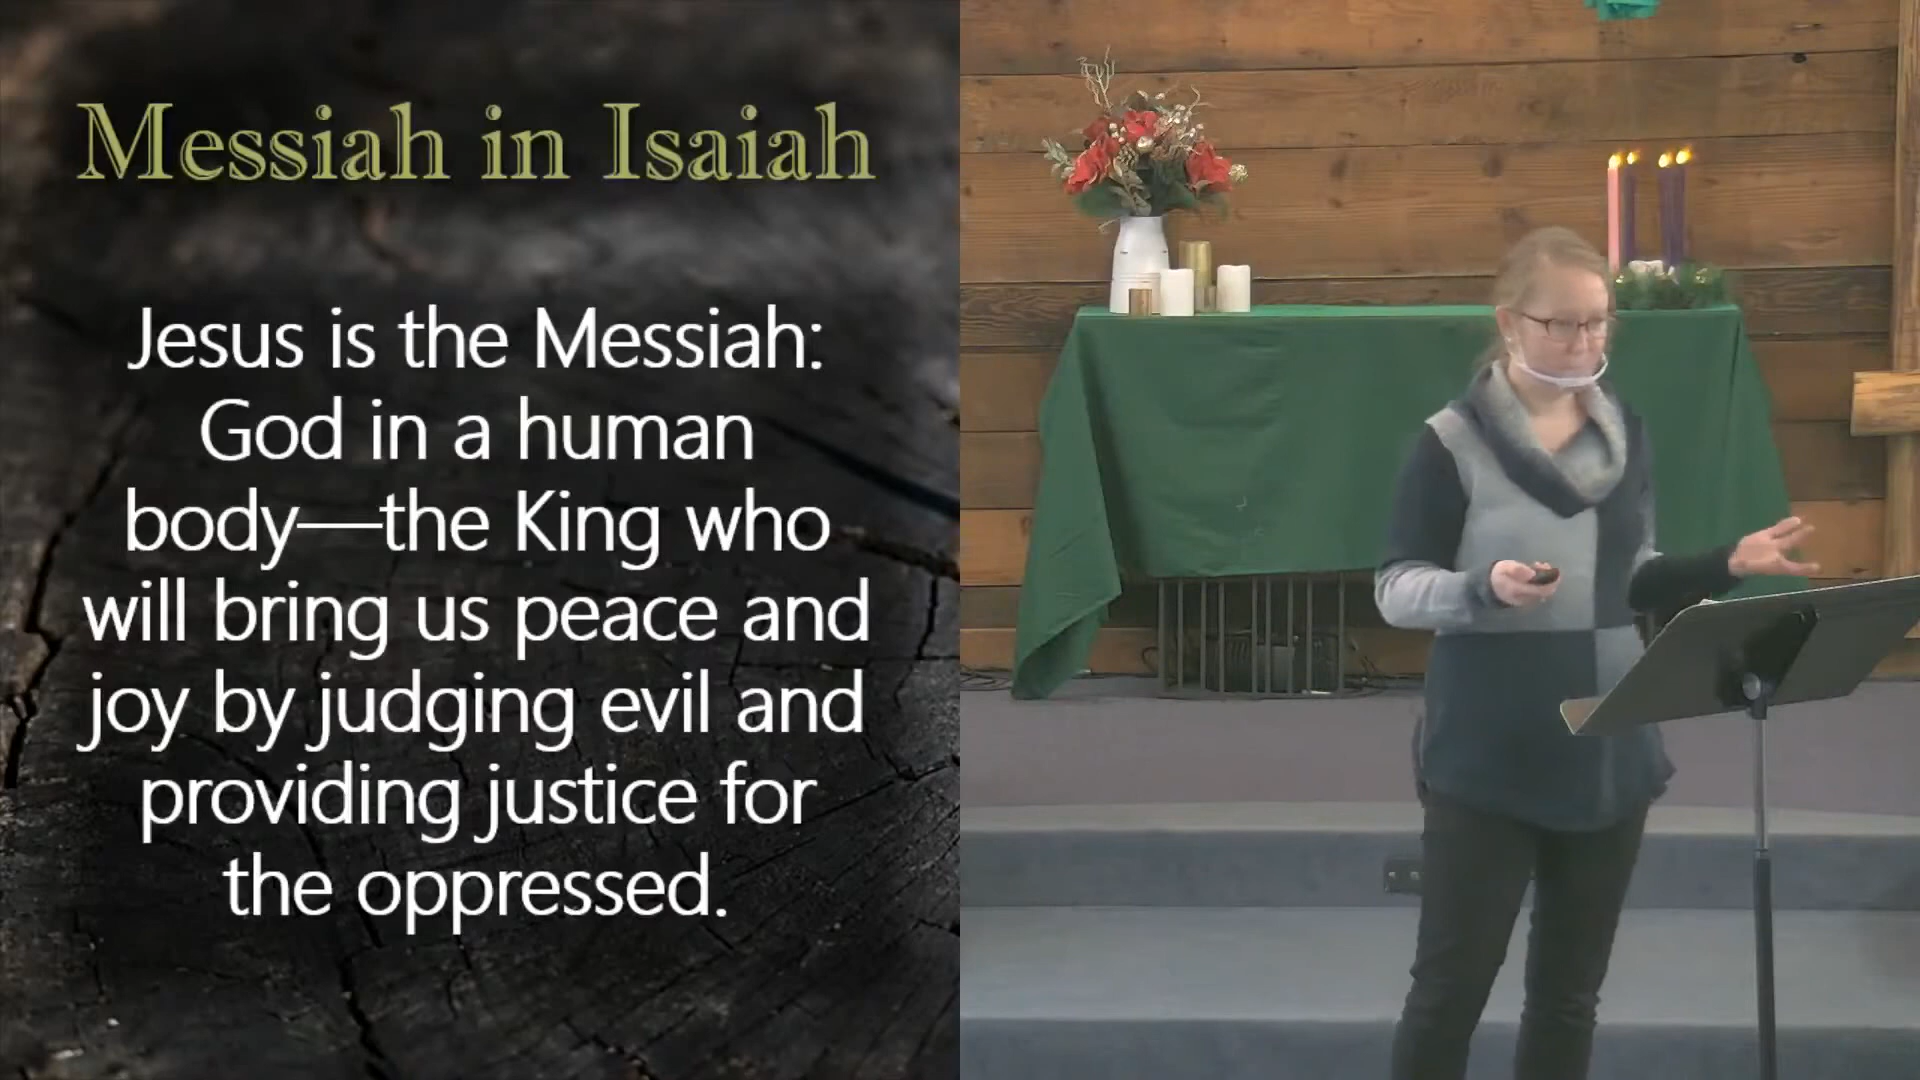 Messiah in Isaiah
Jesus is the Messiah:
God in a human
body—the King who
will bring us peace and
joy by judging evil and
providing justice for
the oppressed.